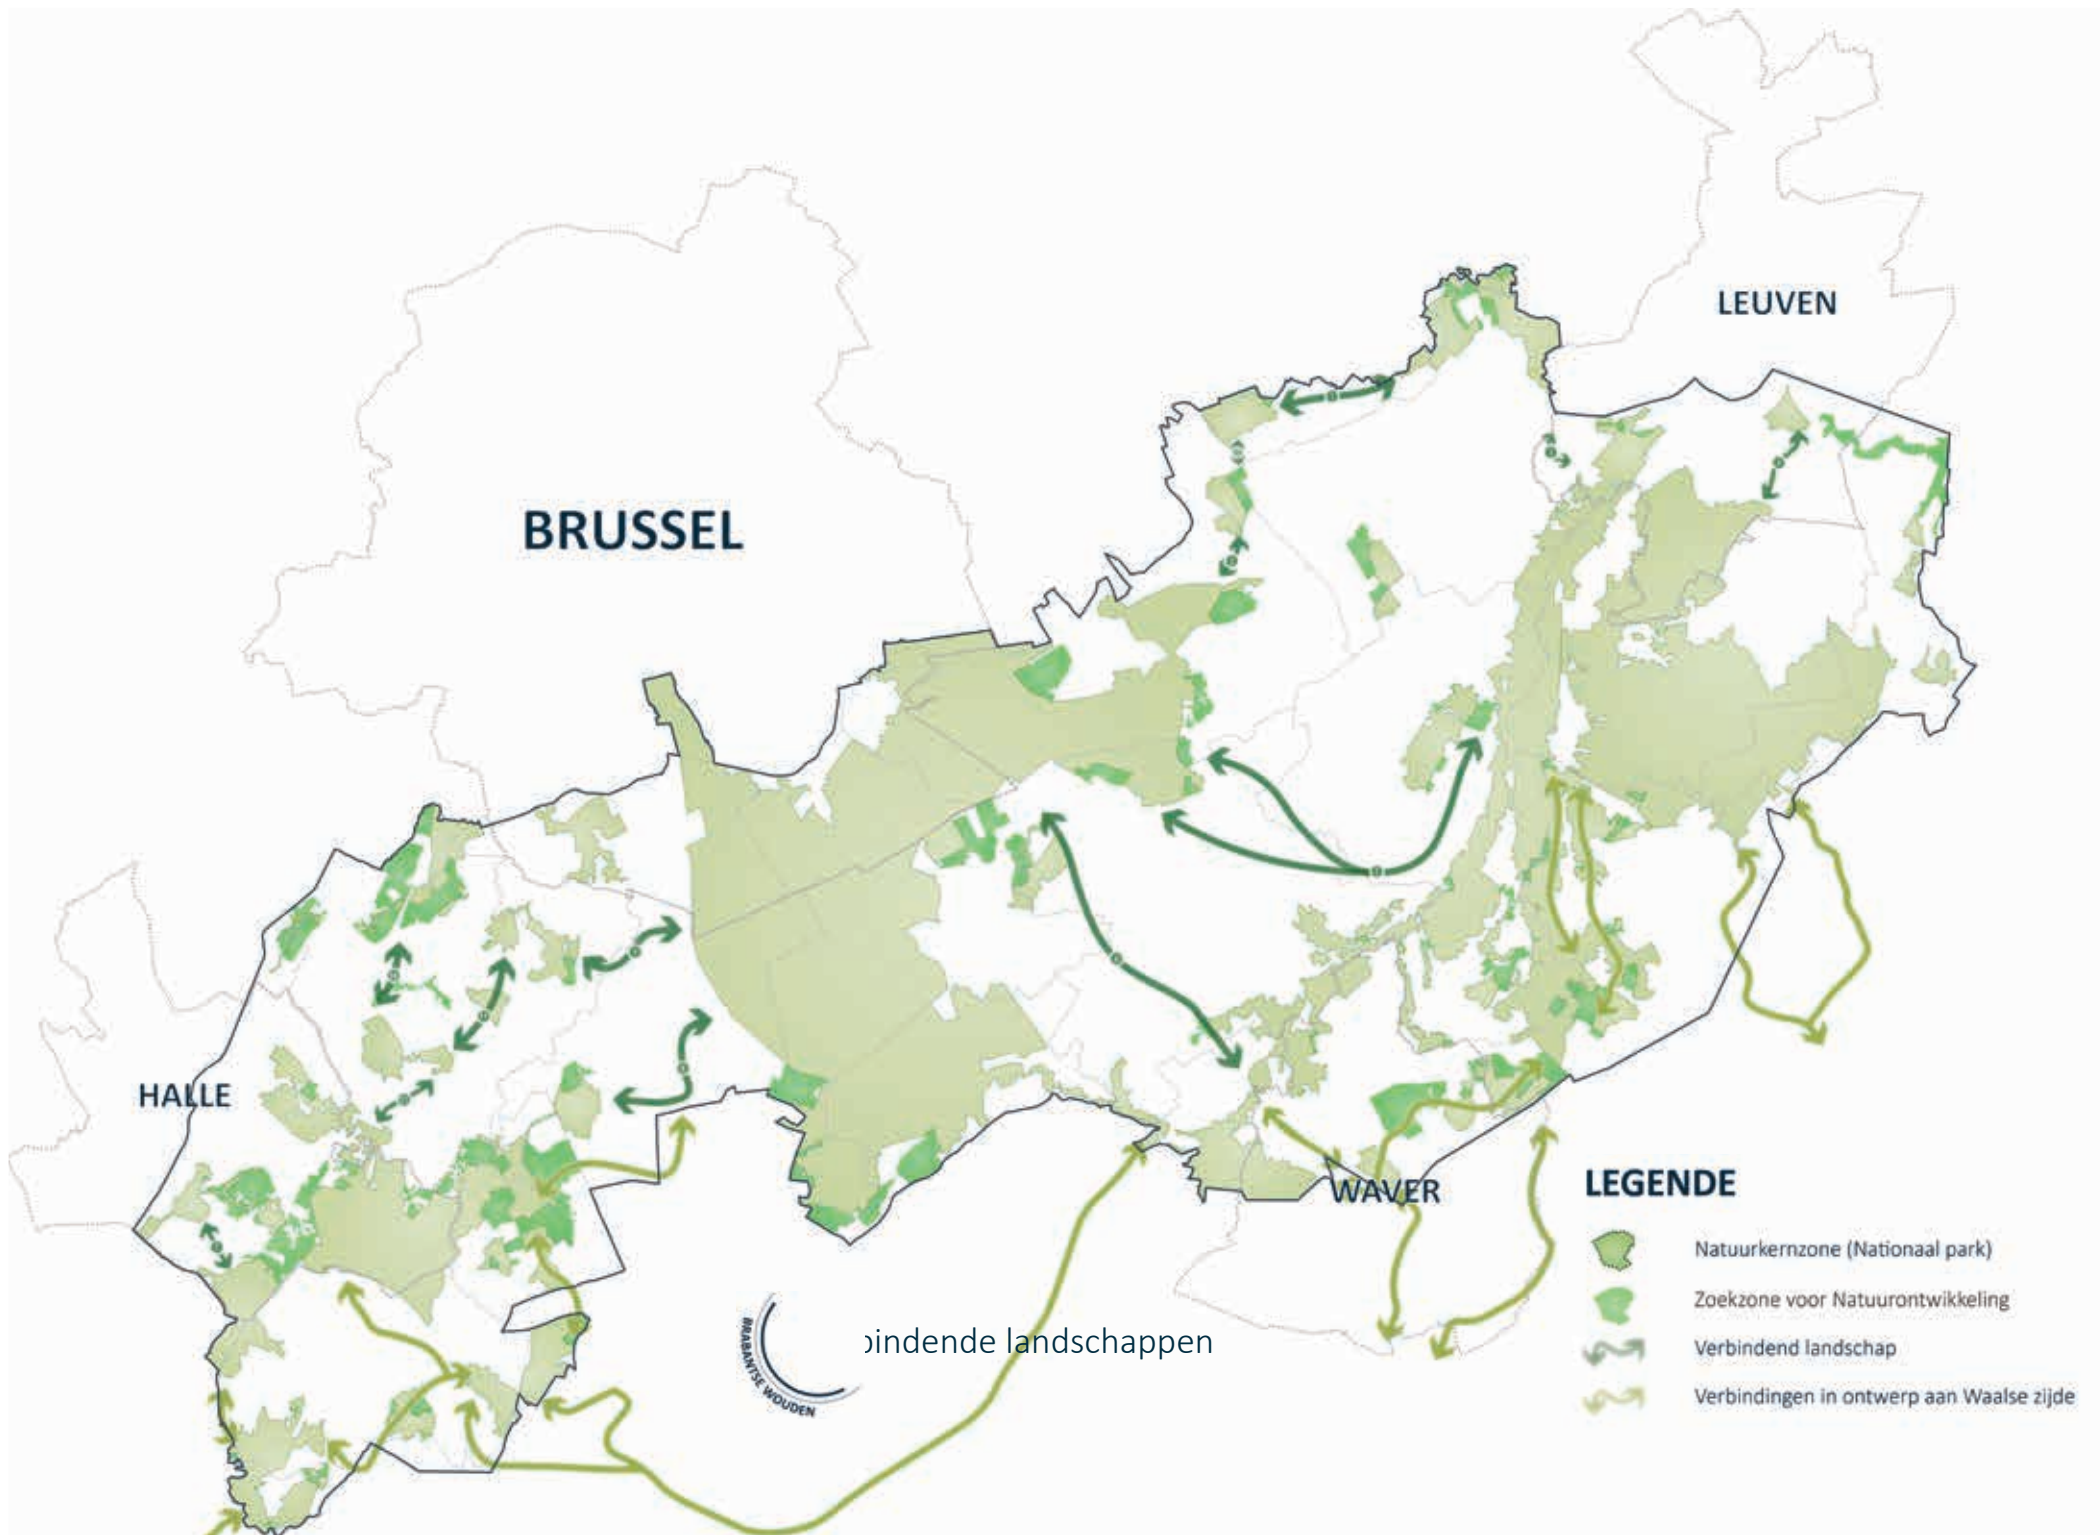 LEUVEN
BRUSSEL
HALLE
WAVER
LEGENDE
Natuurkernzone (Nationaal park)
Zoekzone voor Natuurontwikkeling
Verbindend landschap
Verbindingen in ontwerp aan Waalse zijde
bindende landschappen
BRABANTSE WOUDEN